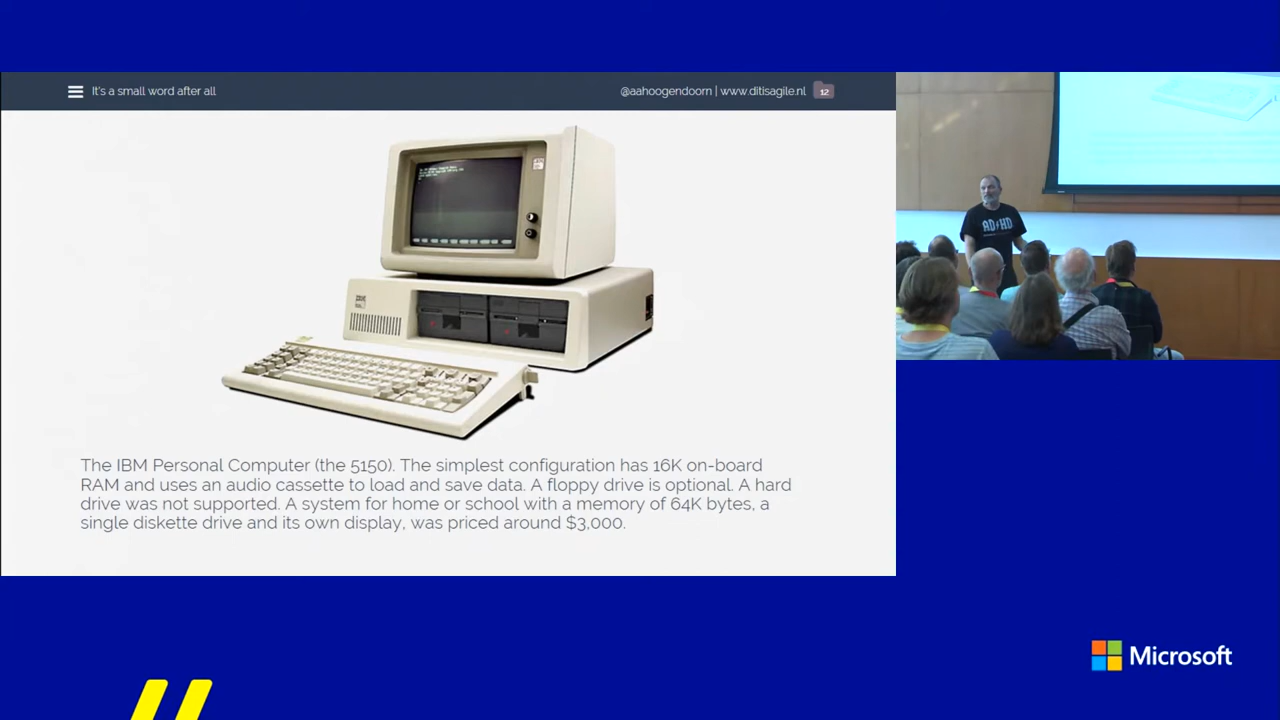 It's a small word after all
@aahoogendoorn | www.ditisagile.nl
12
IBM
The IBM Personal Computer (the 5150). The simplest configuration has 16K on-board
RAM and uses an audio cassette to load and save data. A floppy drive is optional. A hard
drive was not supported. A system for home or school with a memory of 64K bytes, a
single diskette drive and its own display, was priced around $3,000.
AD HD
Microsoft